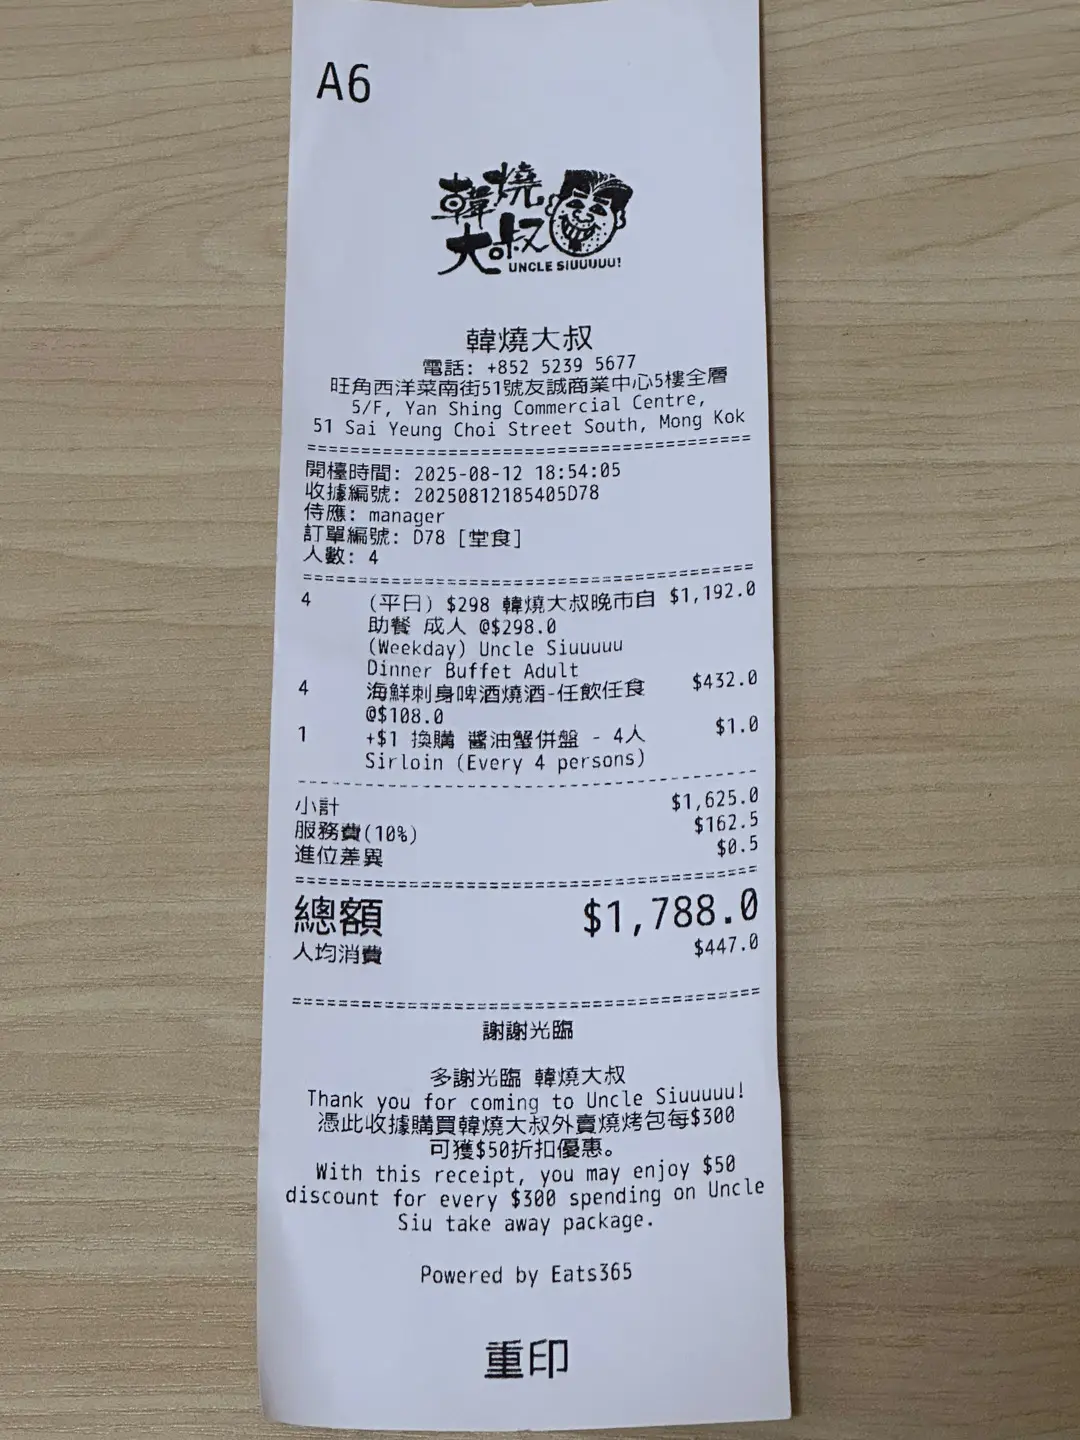 A6
韓燒
大叔
UNCLE SIUUUUU!
韓燒大叔
電話: +852 5239 5677
旺角西洋菜南街51號友誠商業中心5樓全層
5/F, Yan Shing Commercial Centre,
51 Sai Yeung Choi Street South, Mong Kok
開檯時間: 2025-08-12 18:54:05
收據編號: 20250812185405D78
侍應: manager
訂單編號: D78 [堂食]
人數: 4
4 (平日) $298 韓燒大叔晚市自 $1,192.0
助餐 成人 @$298.0
(Weekday) Uncle Siuuuuu
Dinner Buffet Adult
4 海鮮刺身啤酒燒酒-任飲任食 $432.0
@$108.0
1 +$1 換購 醬油蟹併盤 - 4人 $1.0
Sirloin (Every 4 persons)
小計 $1,625.0
服務費(10%) $162.5
進位差異 $0.5
總額 $1,788.0
人均消費 $447.0
謝謝光臨
多謝光臨 韓燒大叔
Thank you for coming to Uncle Siuuuuu!
憑此收據購買韓燒大叔外賣燒烤包每$300
可獲$50折扣優惠。
With this receipt, you may enjoy $50
discount for every $300 spending on Uncle
Siu take away package.
Powered by Eats365
重印